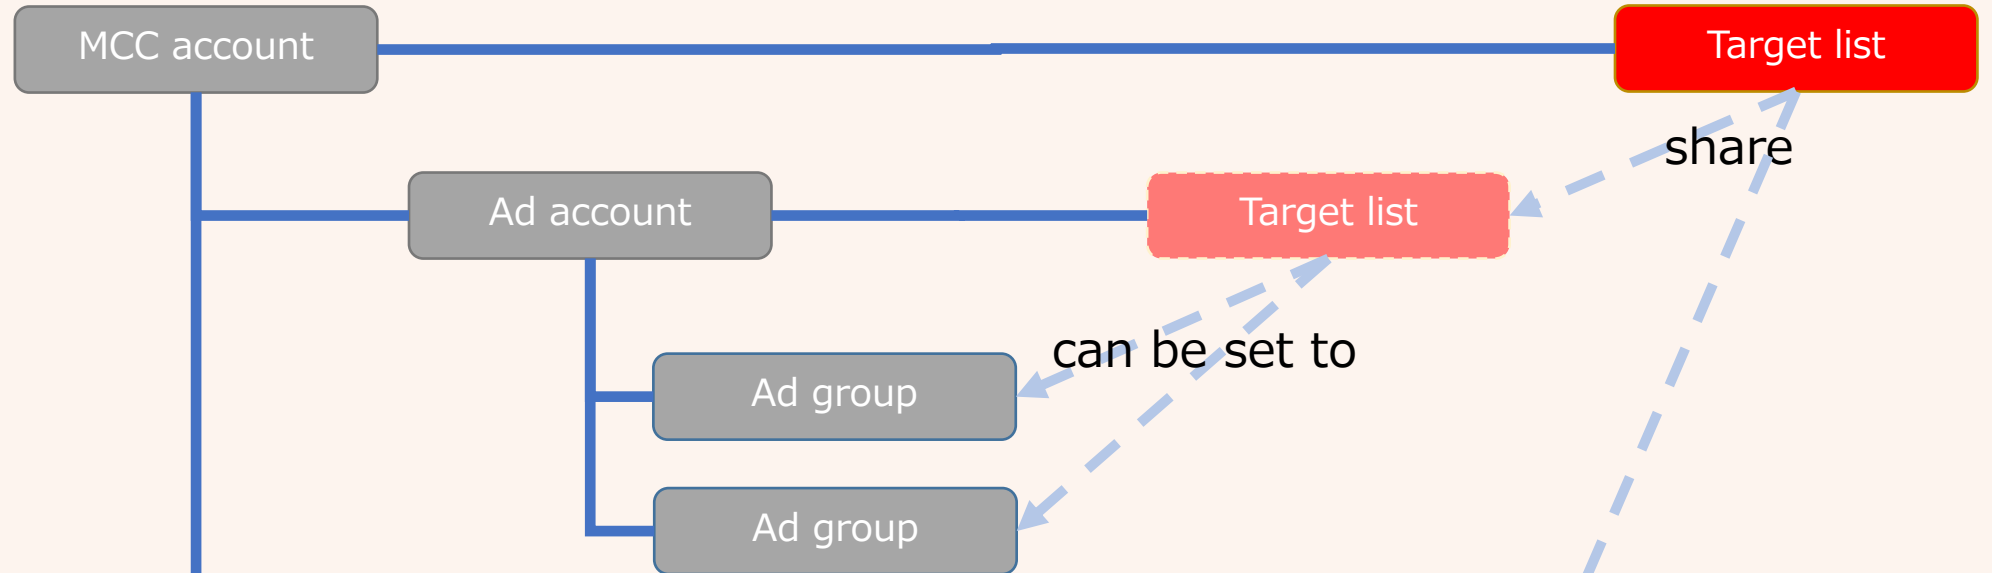 MCC account
Target list
share
Ad account
Target list
can be set to
Ad group
Ad group